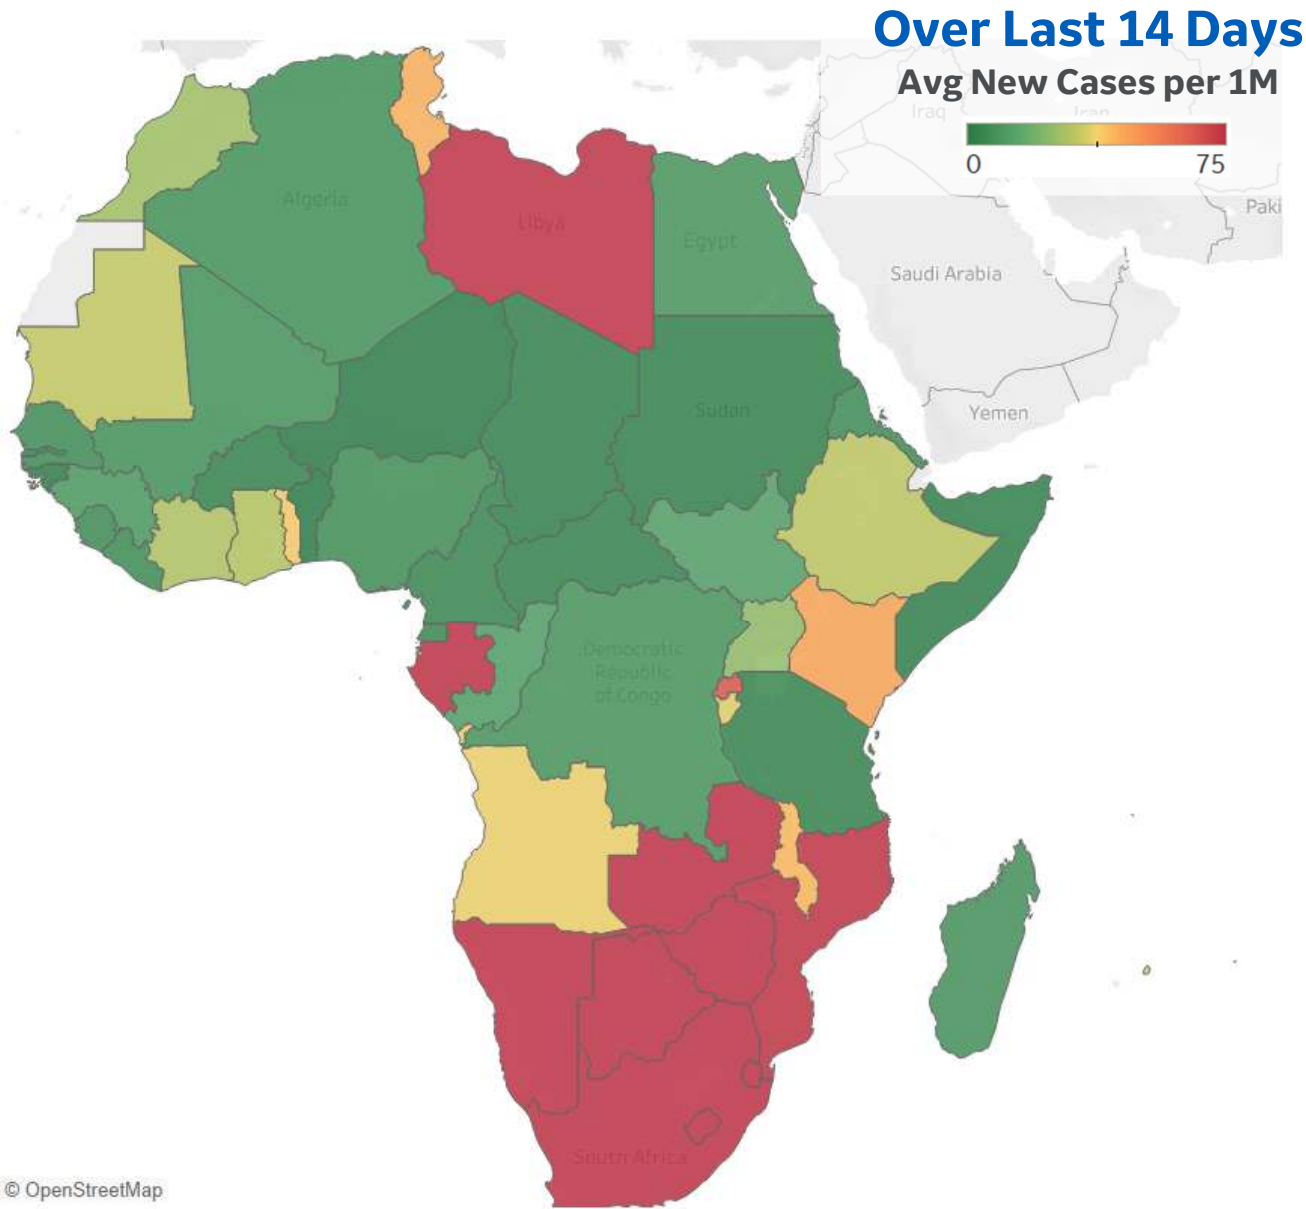 Over Last 14 Days
Avg New Cases per 1M
Iraq
Iran
0
75
Algeria
Libya
Egypt
Paki
Saudi Arabia
Sudan
Yemen
Democratic
Republic
of Congo
South Africa
© OpenStreetMap